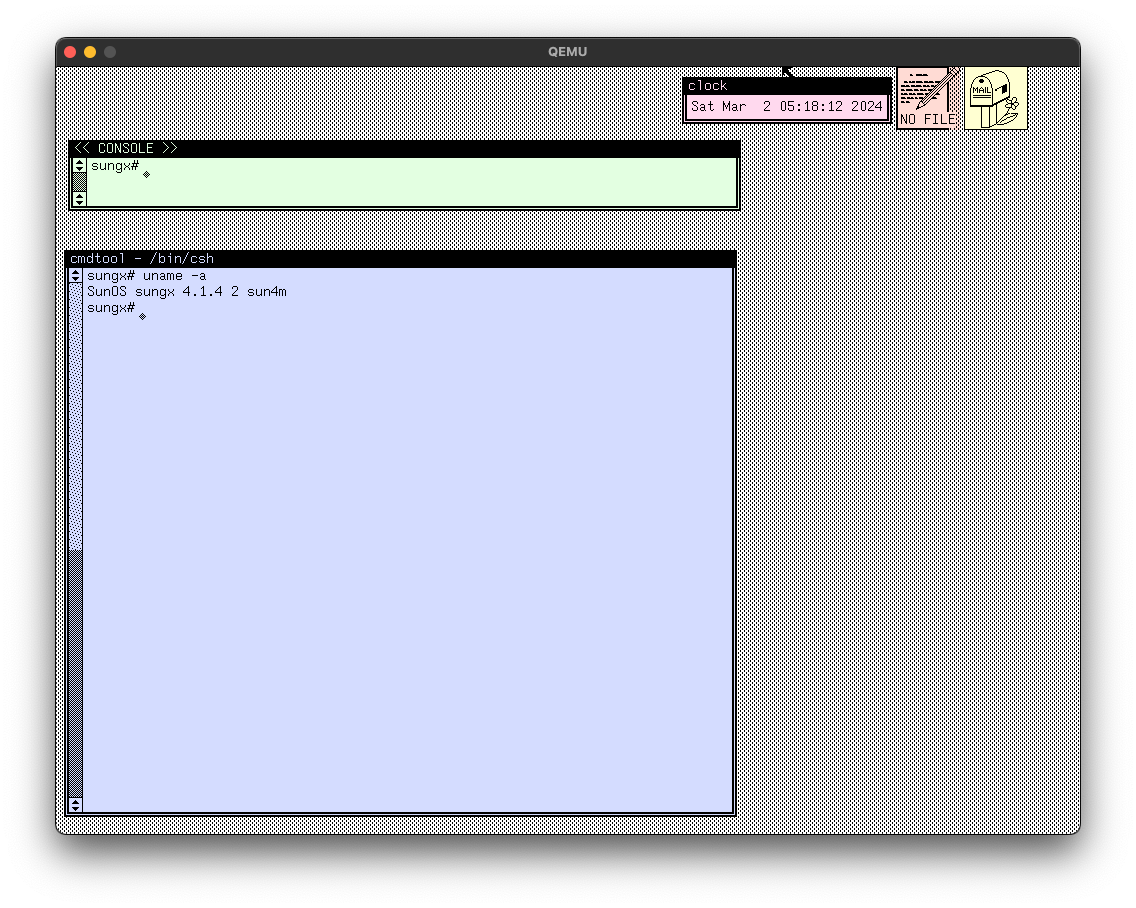 QEMU
clock
Sat Mar  2 05:18:12 2024
NO FILE
MAIL
<< CONSOLE >>
sungx#
cmdtool - /bin/csh
sungx# uname -a
SunOS sungx 4.1.4 2 sun4m
sungx#